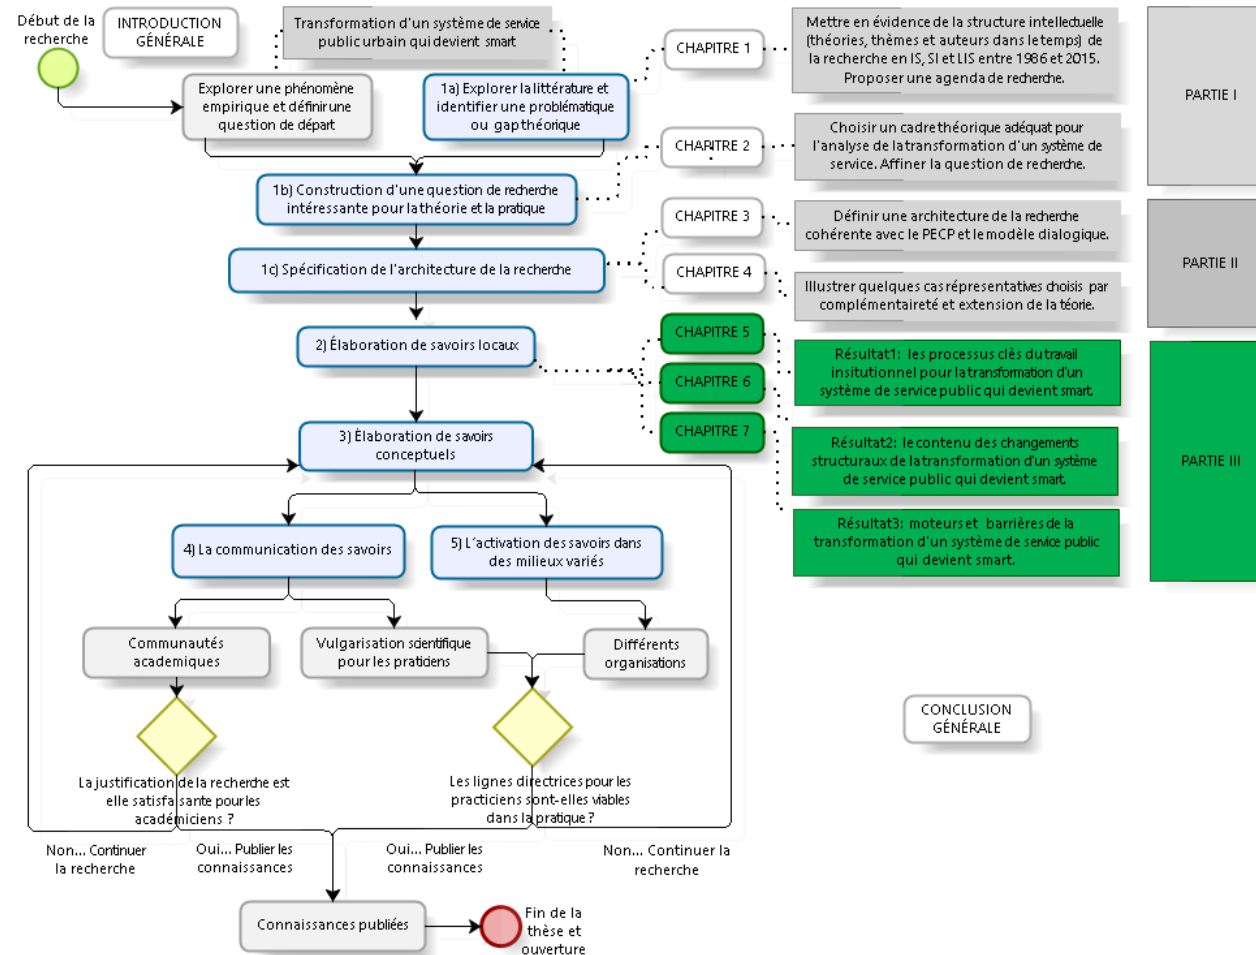 Début de la
recherche
INTRODUCTION
GÉNÉRALE
Transformation d'un système de service
public urbain qui devient smart
Explorer une phénomène
empirique et définir une
question de départ
1a) Explorer la littérature et
identifier une problématique
ou gap théorique
1b) Construction d'une question de recherche
intéressante pour la théorie et la pratique
1c) Spécification de l'architecture de la recherche
2) Élaboration de savoirs locaux
3) Élaboration de savoirs
conceptuels
4) La communication des savoirs
5) L'activation des savoirs dans
des milieux variés
Communautés
académiques
Vulgarisation scientifique
pour les praticiens
Différents
organisations
La justification de la recherche est
elle satisfaisante pour les
académiciens ?
Les lignes directrices pour les
practiciens sont-elles viables
dans la pratique ?
Non... Continuer
la recherche
Oui... Publier les
connaissances
Oui... Publier les
connaissances
Non... Continuer la
recherche
Connaissances publiées
Fin de la
thèse et
ouverture
CHAPITRE 1
CHAPITRE 2
CHAPITRE 3
CHAPITRE 4
CHAPITRE 5
CHAPITRE 6
CHAPITRE 7
Mettre en évidence de la structure intellectuelle
(théories, thèmes et auteurs dans le temps) de
la recherche en IS, SI et LIS entre 1986 et 2015.
Proposer une agenda de recherche.
Choisir un cadre théorique adéquat pour
l'analyse de la transformation d'un système de
service. Affiner la question de recherche.
Définir une architecture de la recherche
cohérente avec le PECP et le modèle dialogique.
Illustrer quelques cas réprésentatives choisis par
complémentaireté et extension de la téorie.
Résultat1: les processus clès du travail
insitutionnel pour la transformation d'un
système de service public qui devient smart.
Résultat2: le contenu des changements
structuraux de la transformation d'un système
de service public qui devient smart.
Résultat3: moteurs et barrières de la
transformation d'un système de service public
qui devient smart.
PARTIE I
PARTIE II
PARTIE III
CONCLUSION
GÉNÉRALE